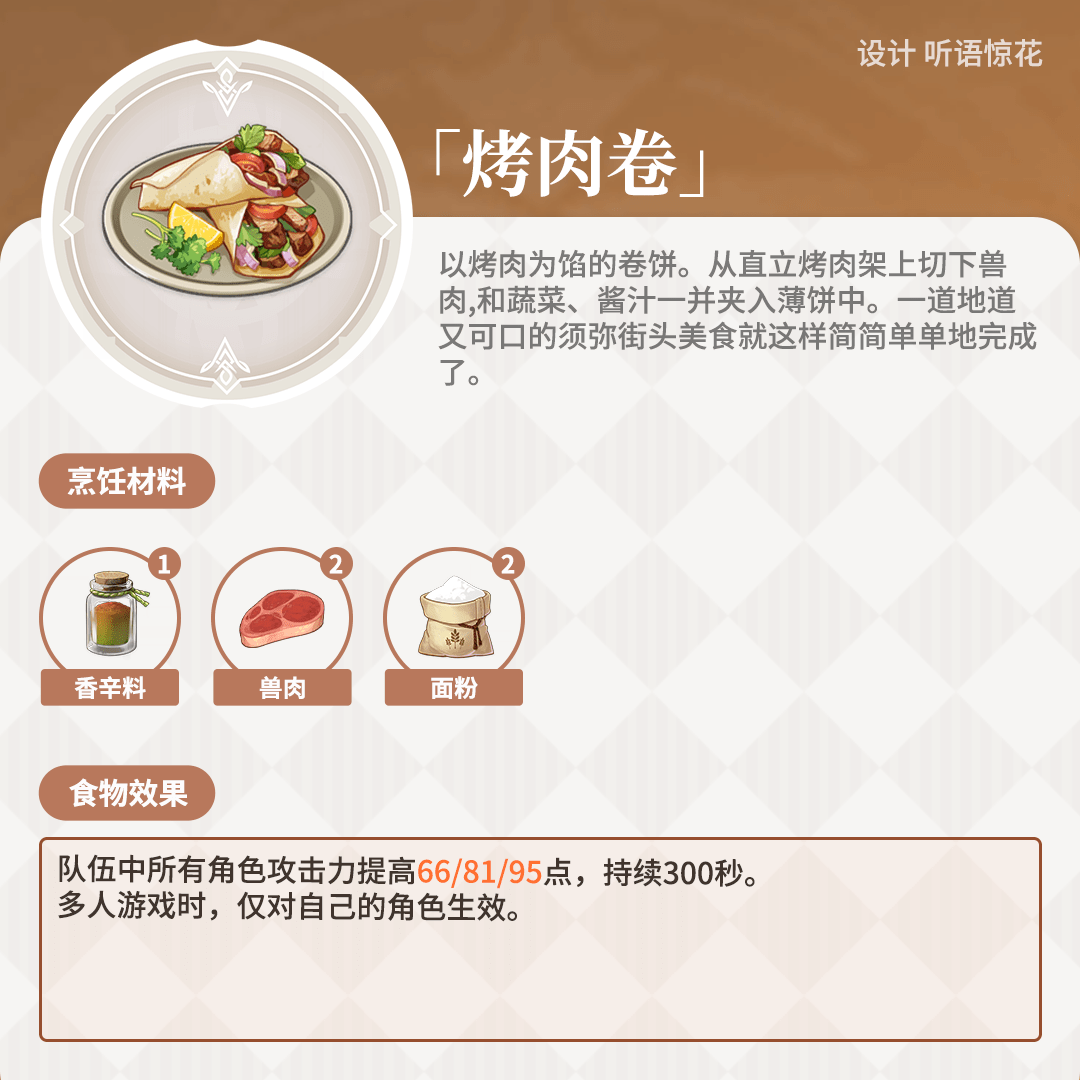 设计 听语惊花
「烤肉卷」
以烤肉为馅的卷饼。从直立烤肉架上切下兽
肉,和蔬菜、酱汁一并夹入薄饼中。一道地道
又可口的须弥街头美食就这样简简单单地完成
了。
烹饪材料
1
2
2
香辛料
兽肉
面粉
食物效果
队伍中所有角色攻击力提高66/81/95点，持续300秒。
多人游戏时，仅对自己的角色生效。